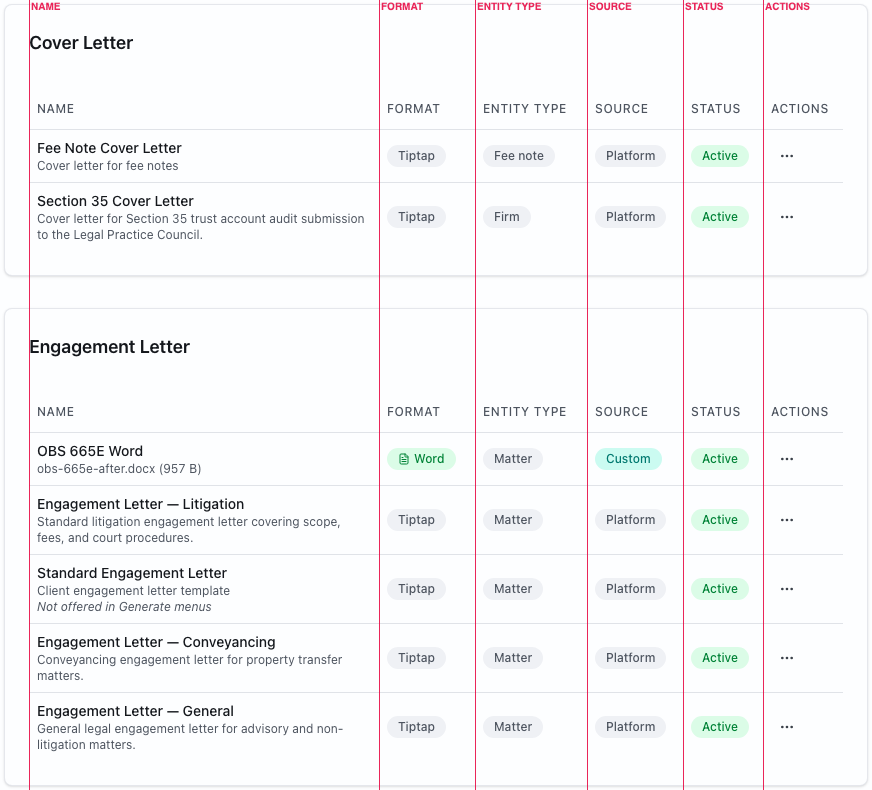 NAME FORMAT ENTITY TYPE SOURCE STATUS ACTIONS
Cover Letter
NAME FORMAT ENTITY TYPE SOURCE STATUS ACTIONS
Fee Note Cover Letter
Cover letter for fee notes
Tiptap Fee note Platform Active ...
Section 35 Cover Letter
Cover letter for Section 35 trust account audit submission
to the Legal Practice Council.
Tiptap Firm Platform Active ...
Engagement Letter
NAME FORMAT ENTITY TYPE SOURCE STATUS ACTIONS
OBS 665E Word
obs-665e-after.docx (957 B)
Word Matter Custom Active ...
Engagement Letter — Litigation
Standard litigation engagement letter covering scope,
fees, and court procedures.
Tiptap Matter Platform Active ...
Standard Engagement Letter
Client engagement letter template
Not offered in Generate menus
Tiptap Matter Platform Active ...
Engagement Letter — Conveyancing
Conveyancing engagement letter for property transfer
matters.
Tiptap Matter Platform Active ...
Engagement Letter — General
General legal engagement letter for advisory and non-
litigation matters.
Tiptap Matter Platform Active ...